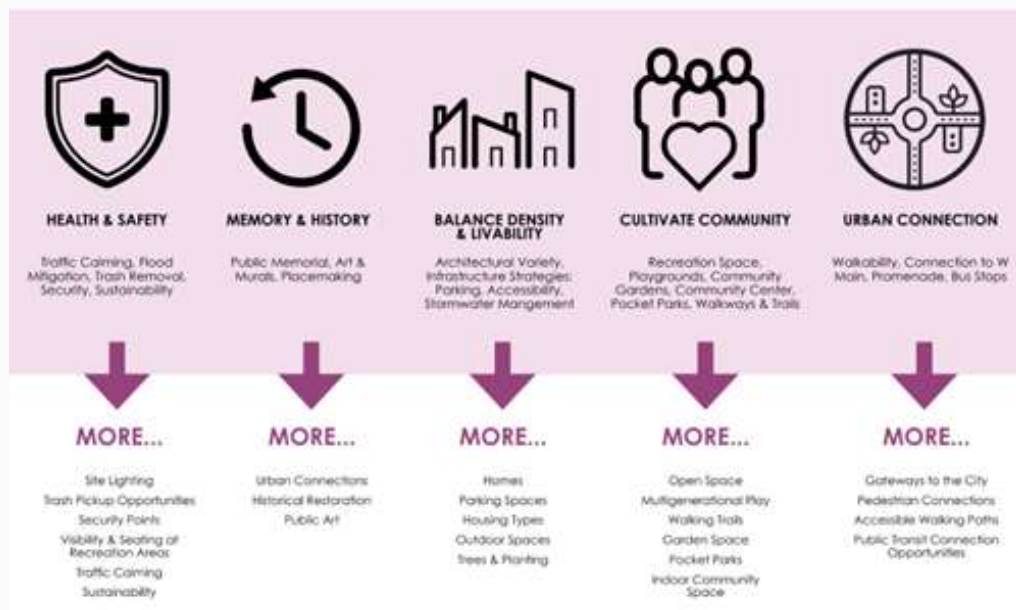 HEALTH & SAFETY
Traffic Calming, Flood
Mitigation, Trash Removal,
Security, Sustainability
MEMORY & HISTORY
Public Memorial, Art &
Murals, Placemaking
BALANCE DENSITY
& LIVABILITY
Architectural Variety,
Infrastructure Strategies:
Parking, Accessibility,
Stormwater Mangement
CULTIVATE COMMUNITY
Recreation Space,
Playgrounds, Community
Gardens, Community Center,
Pocket Parks, Walkways & Trails
URBAN CONNECTION
Walkability, Connection to W
Main, Promenade, Bus Stops
MORE...
Site Lighting
Trash Pickup Opportunities
Security Points
Visibility & Seating at
Recreation Areas
Traffic Calming
Sustainability
MORE...
Urban Connections
Historical Restoration
Public Art
MORE...
Homes
Parking Spaces
Housing Types
Outdoor Spaces
Trees & Planting
MORE...
Open Space
Multigenerational Play
Walking Trails
Garden Space
Pocket Parks
Indoor Community
Space
MORE...
Gateways to the City
Pedestrian Connections
Accessible Walking Paths
Public Transit Connection
Opportunities